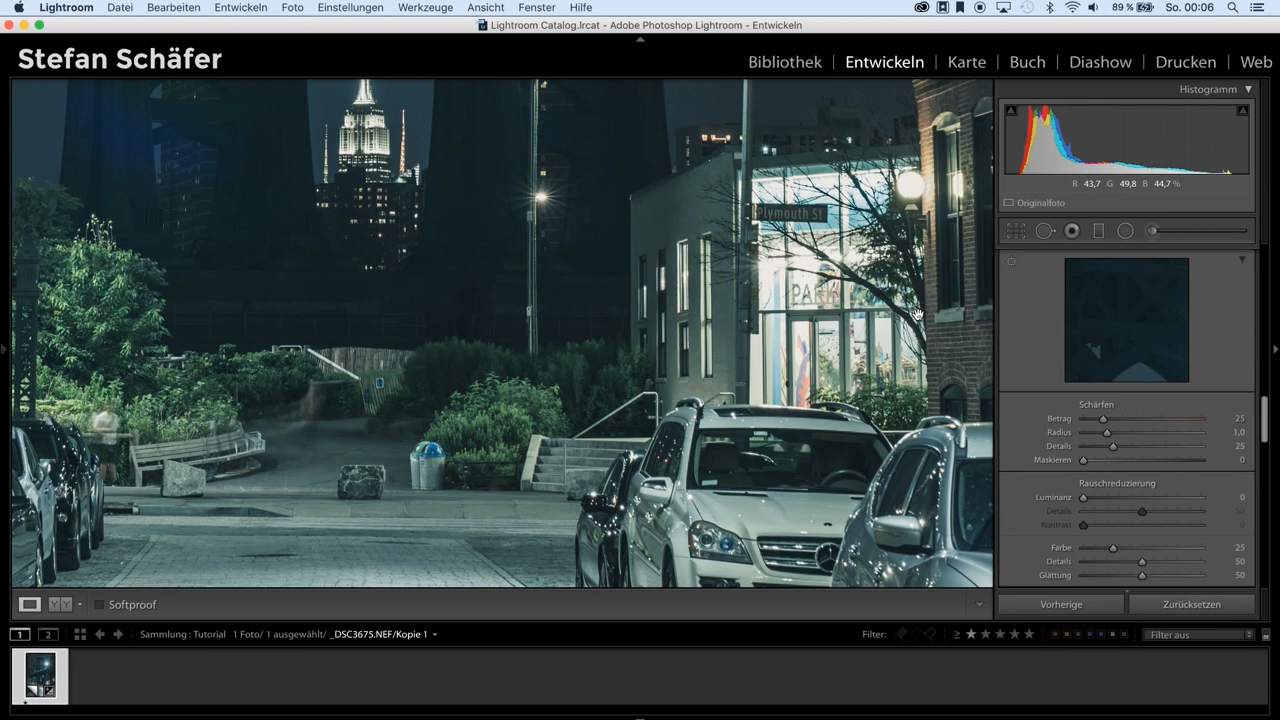 Lightroom Datei Bearbeiten Entwickeln Foto Einstellungen Werkzeuge Ansicht Fenster Hilfe 89 % So. 00:06
Lightroom Catalog.lrcat - Adobe Photoshop Lightroom - Entwickeln
Stefan Schäfer
Bibliothek | Entwickeln | Karte | Buch | Diashow | Drucken | Web
Histogramm
R 43,7 G 49,8 B 44,7 %
Originalfoto
Plymouth St
PARK
Schärfen
Betrag 25
Radius 1,0
Details 25
Maskieren 0
Rauschreduzierung
Luminanz 0
Details 50
Kontrast 0
Farbe 25
Details 50
Glättung 50
Y Y Softproof
Vorherige Zurücksetzen
1 2 Sammlung : Tutorial 1 Foto/ 1 ausgewählt/ _DSC3675.NEF/Kopie 1 Filter: ≥ Filter aus